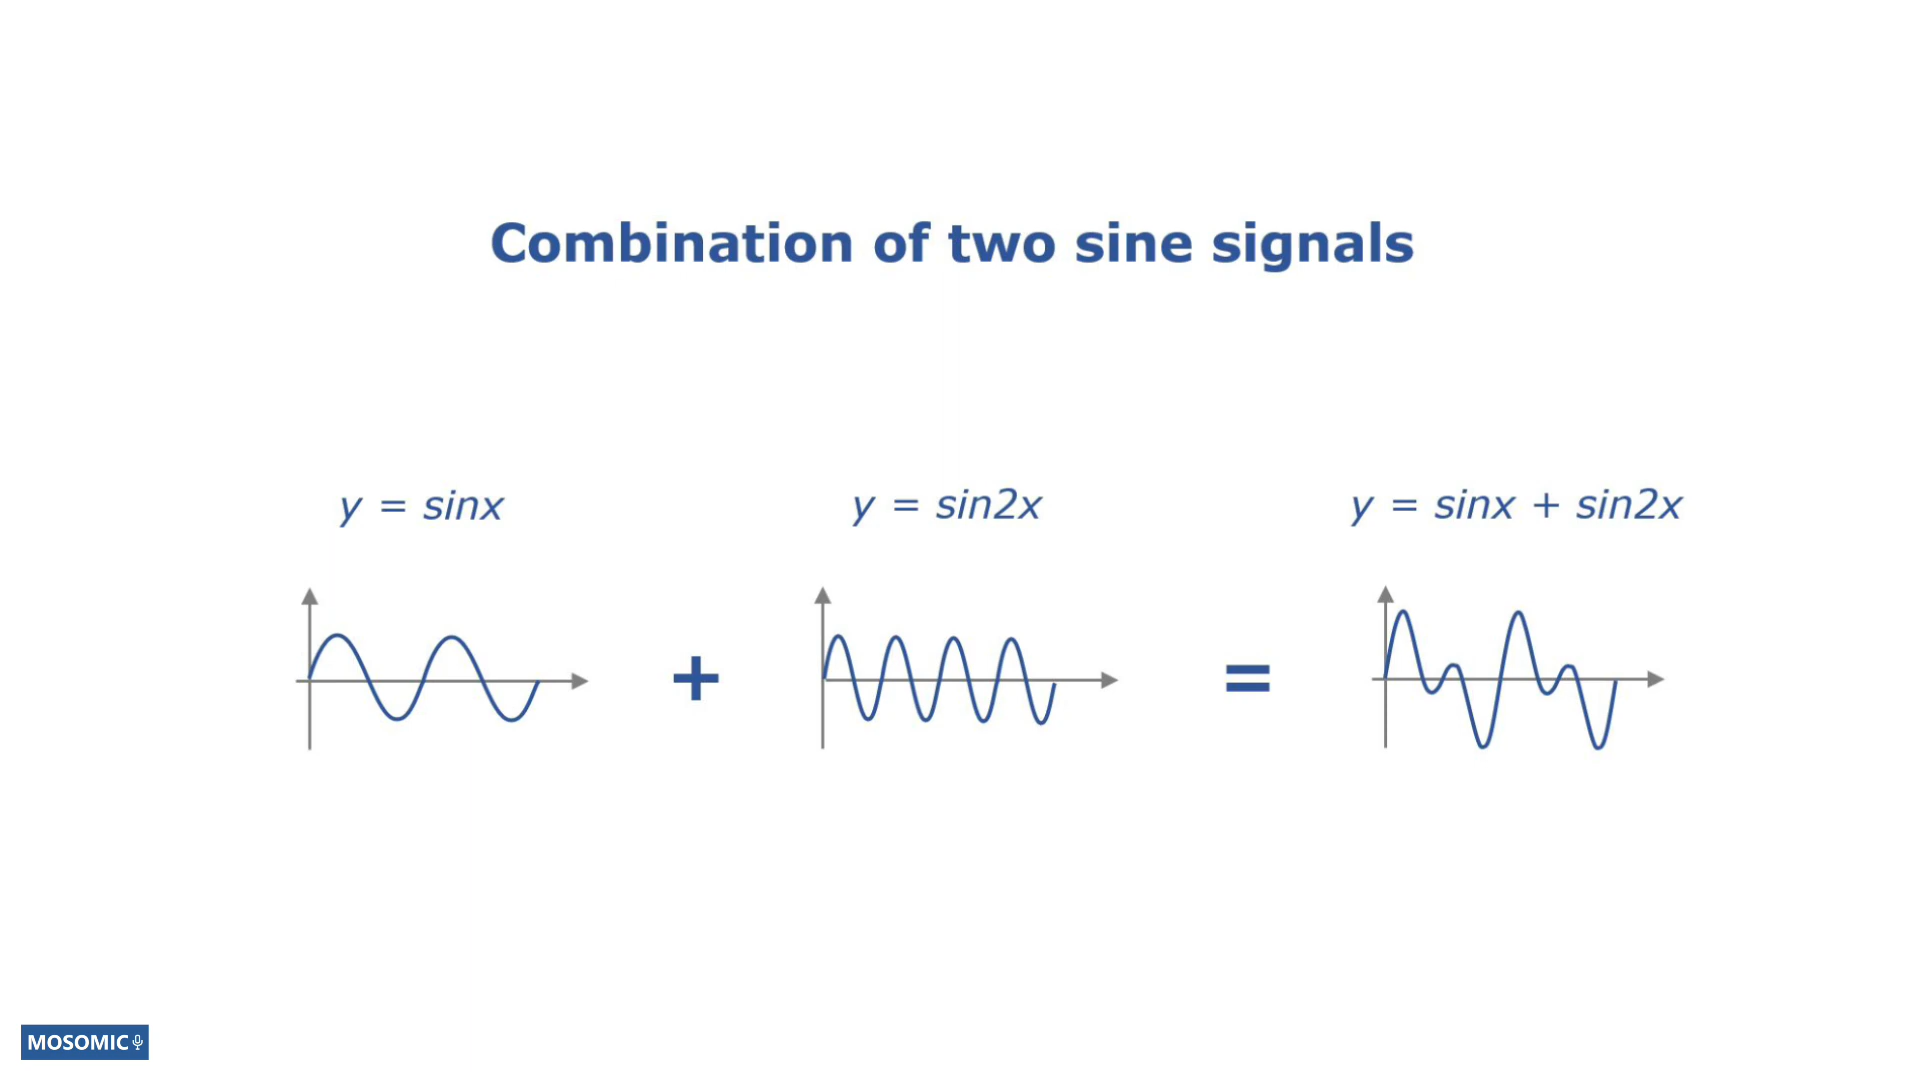 Combination of two sine signals
y = sinx
y = sin2x
y = sinx + sin2x
+
=
MOSOMIC